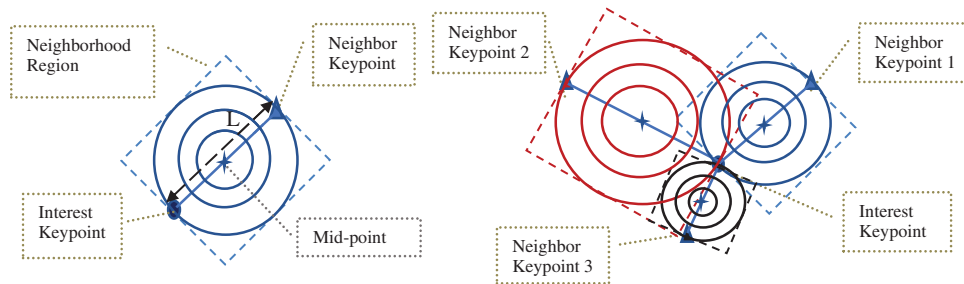 Neighborhood
Region
Neighbor
Keypoint
L
Interest
Keypoint
Mid-point
Neighbor
Keypoint 2
Neighbor
Keypoint 1
Neighbor
Keypoint 3
Interest
Keypoint